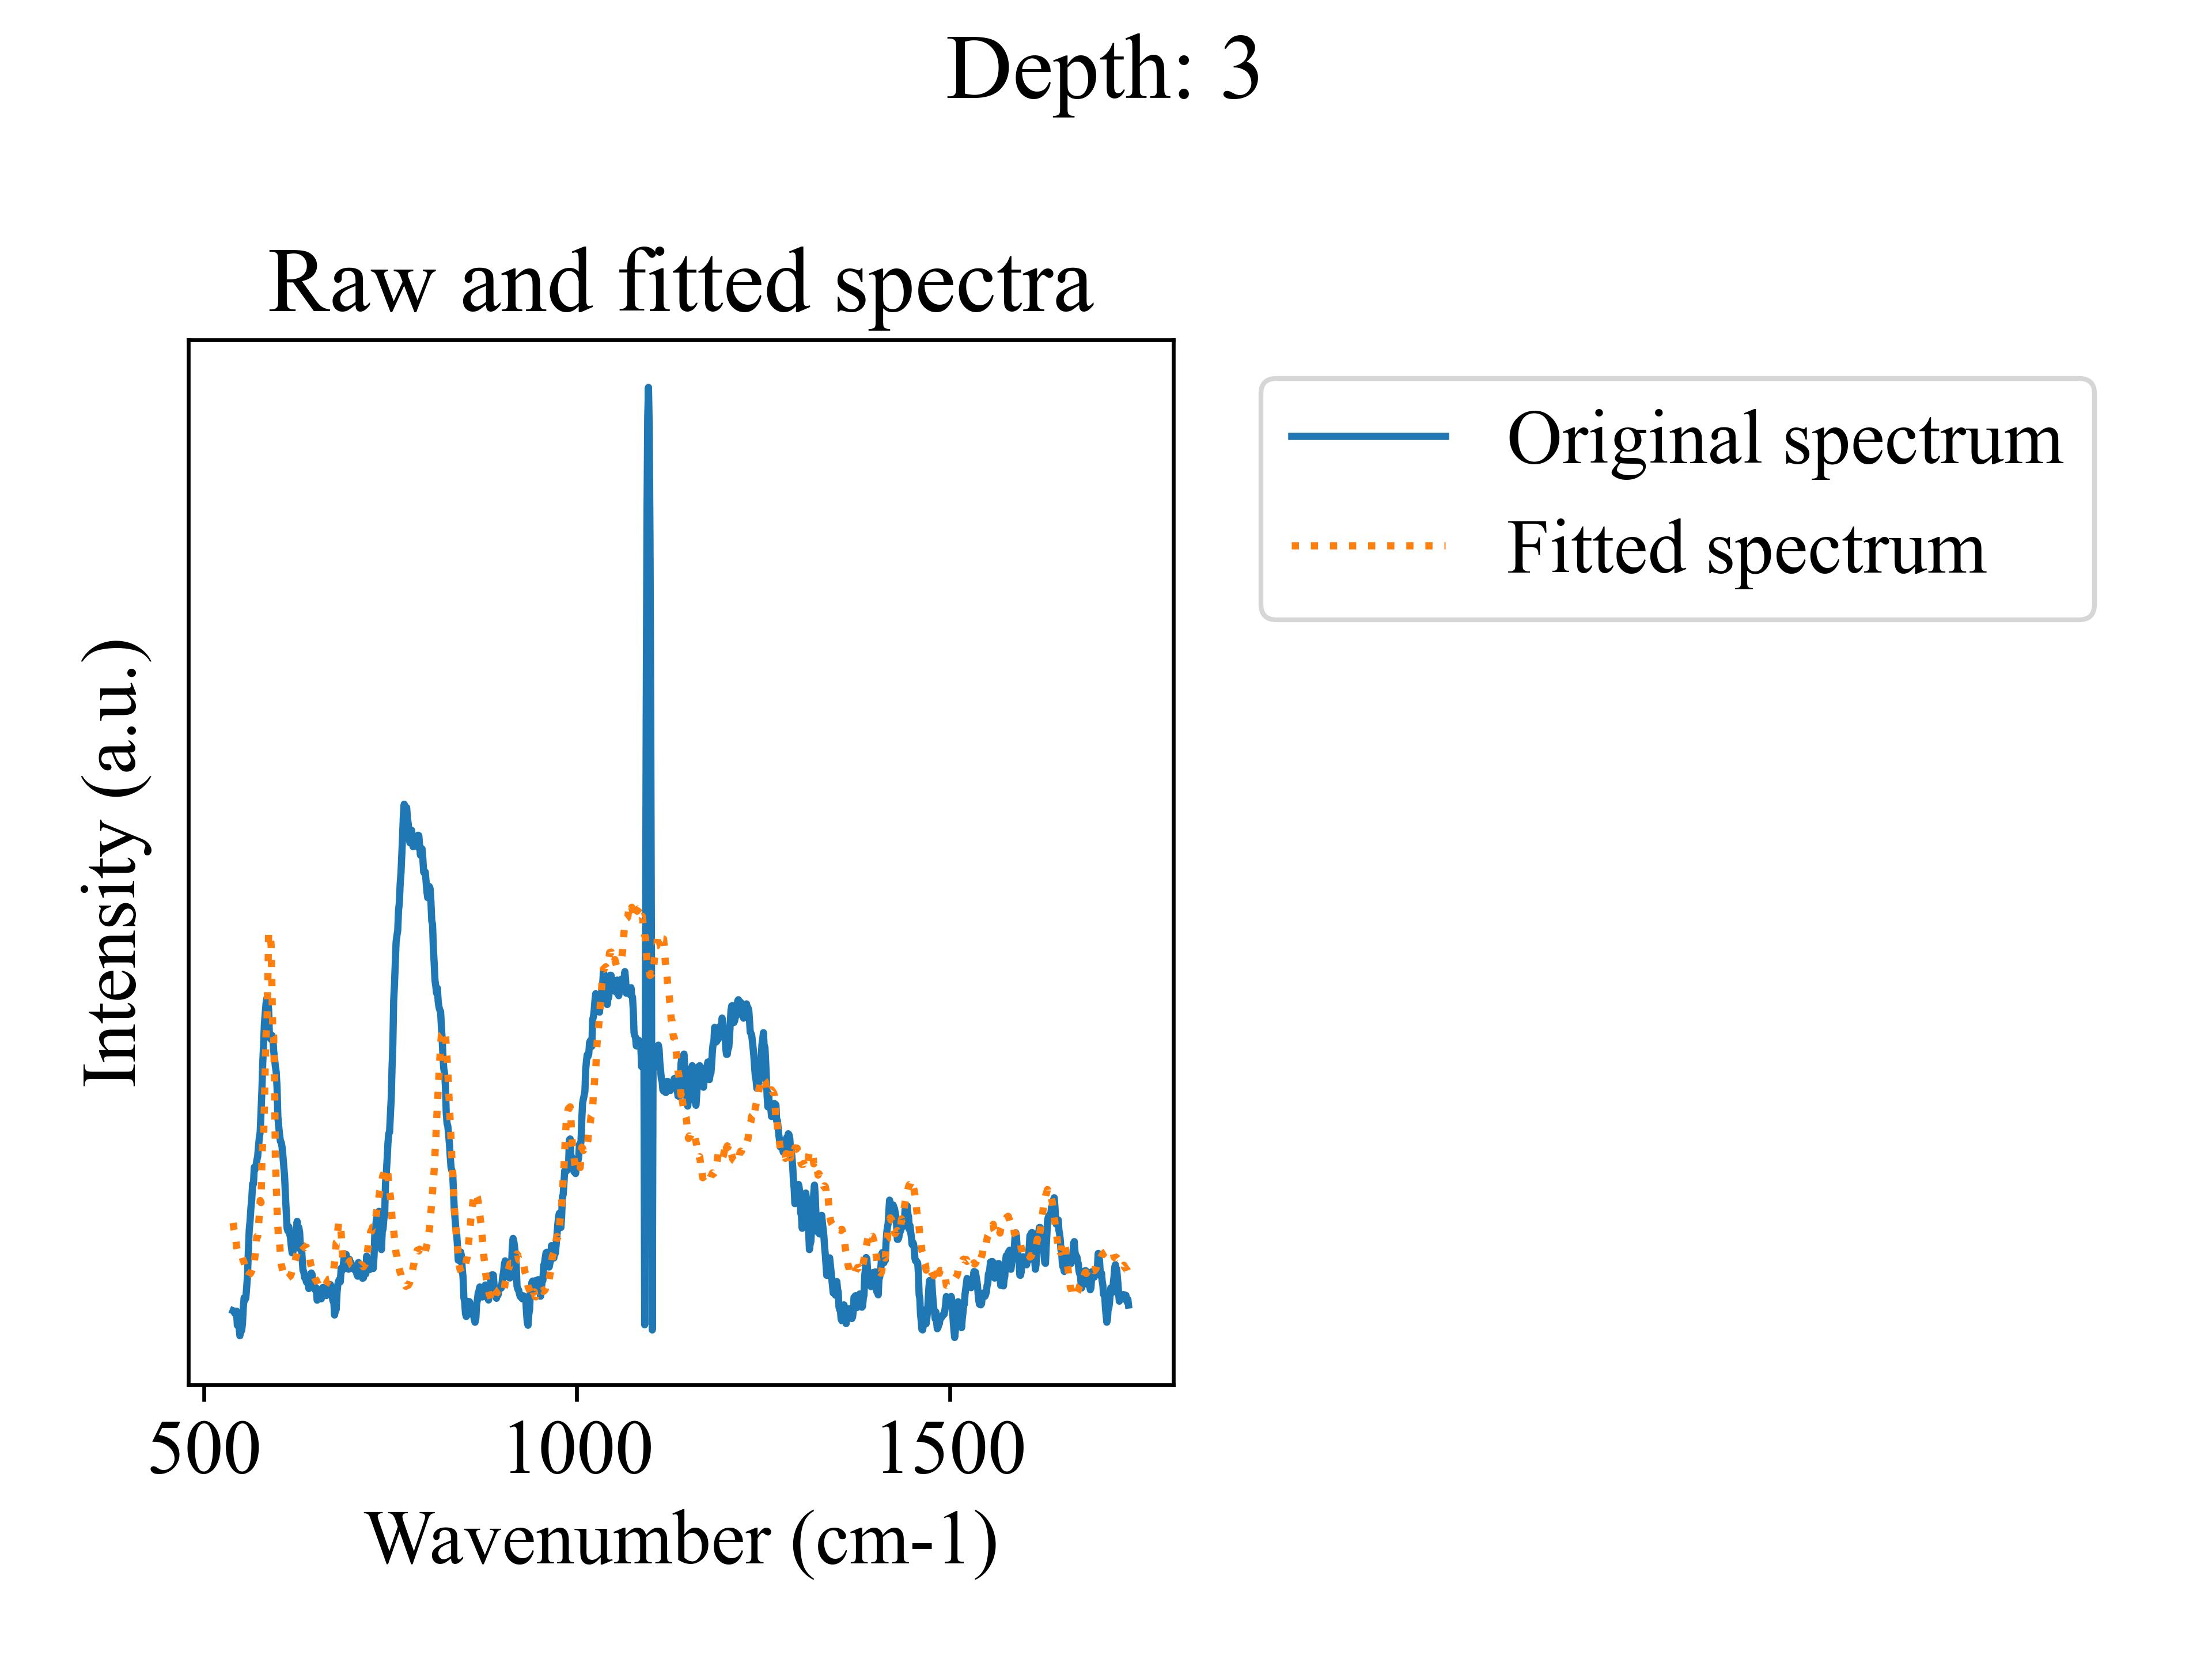 Depth: 3
Raw and fitted spectra
Original spectrum
Fitted spectrum
Intensity (a.u.)
500 1000 1500
Wavenumber (cm-1)